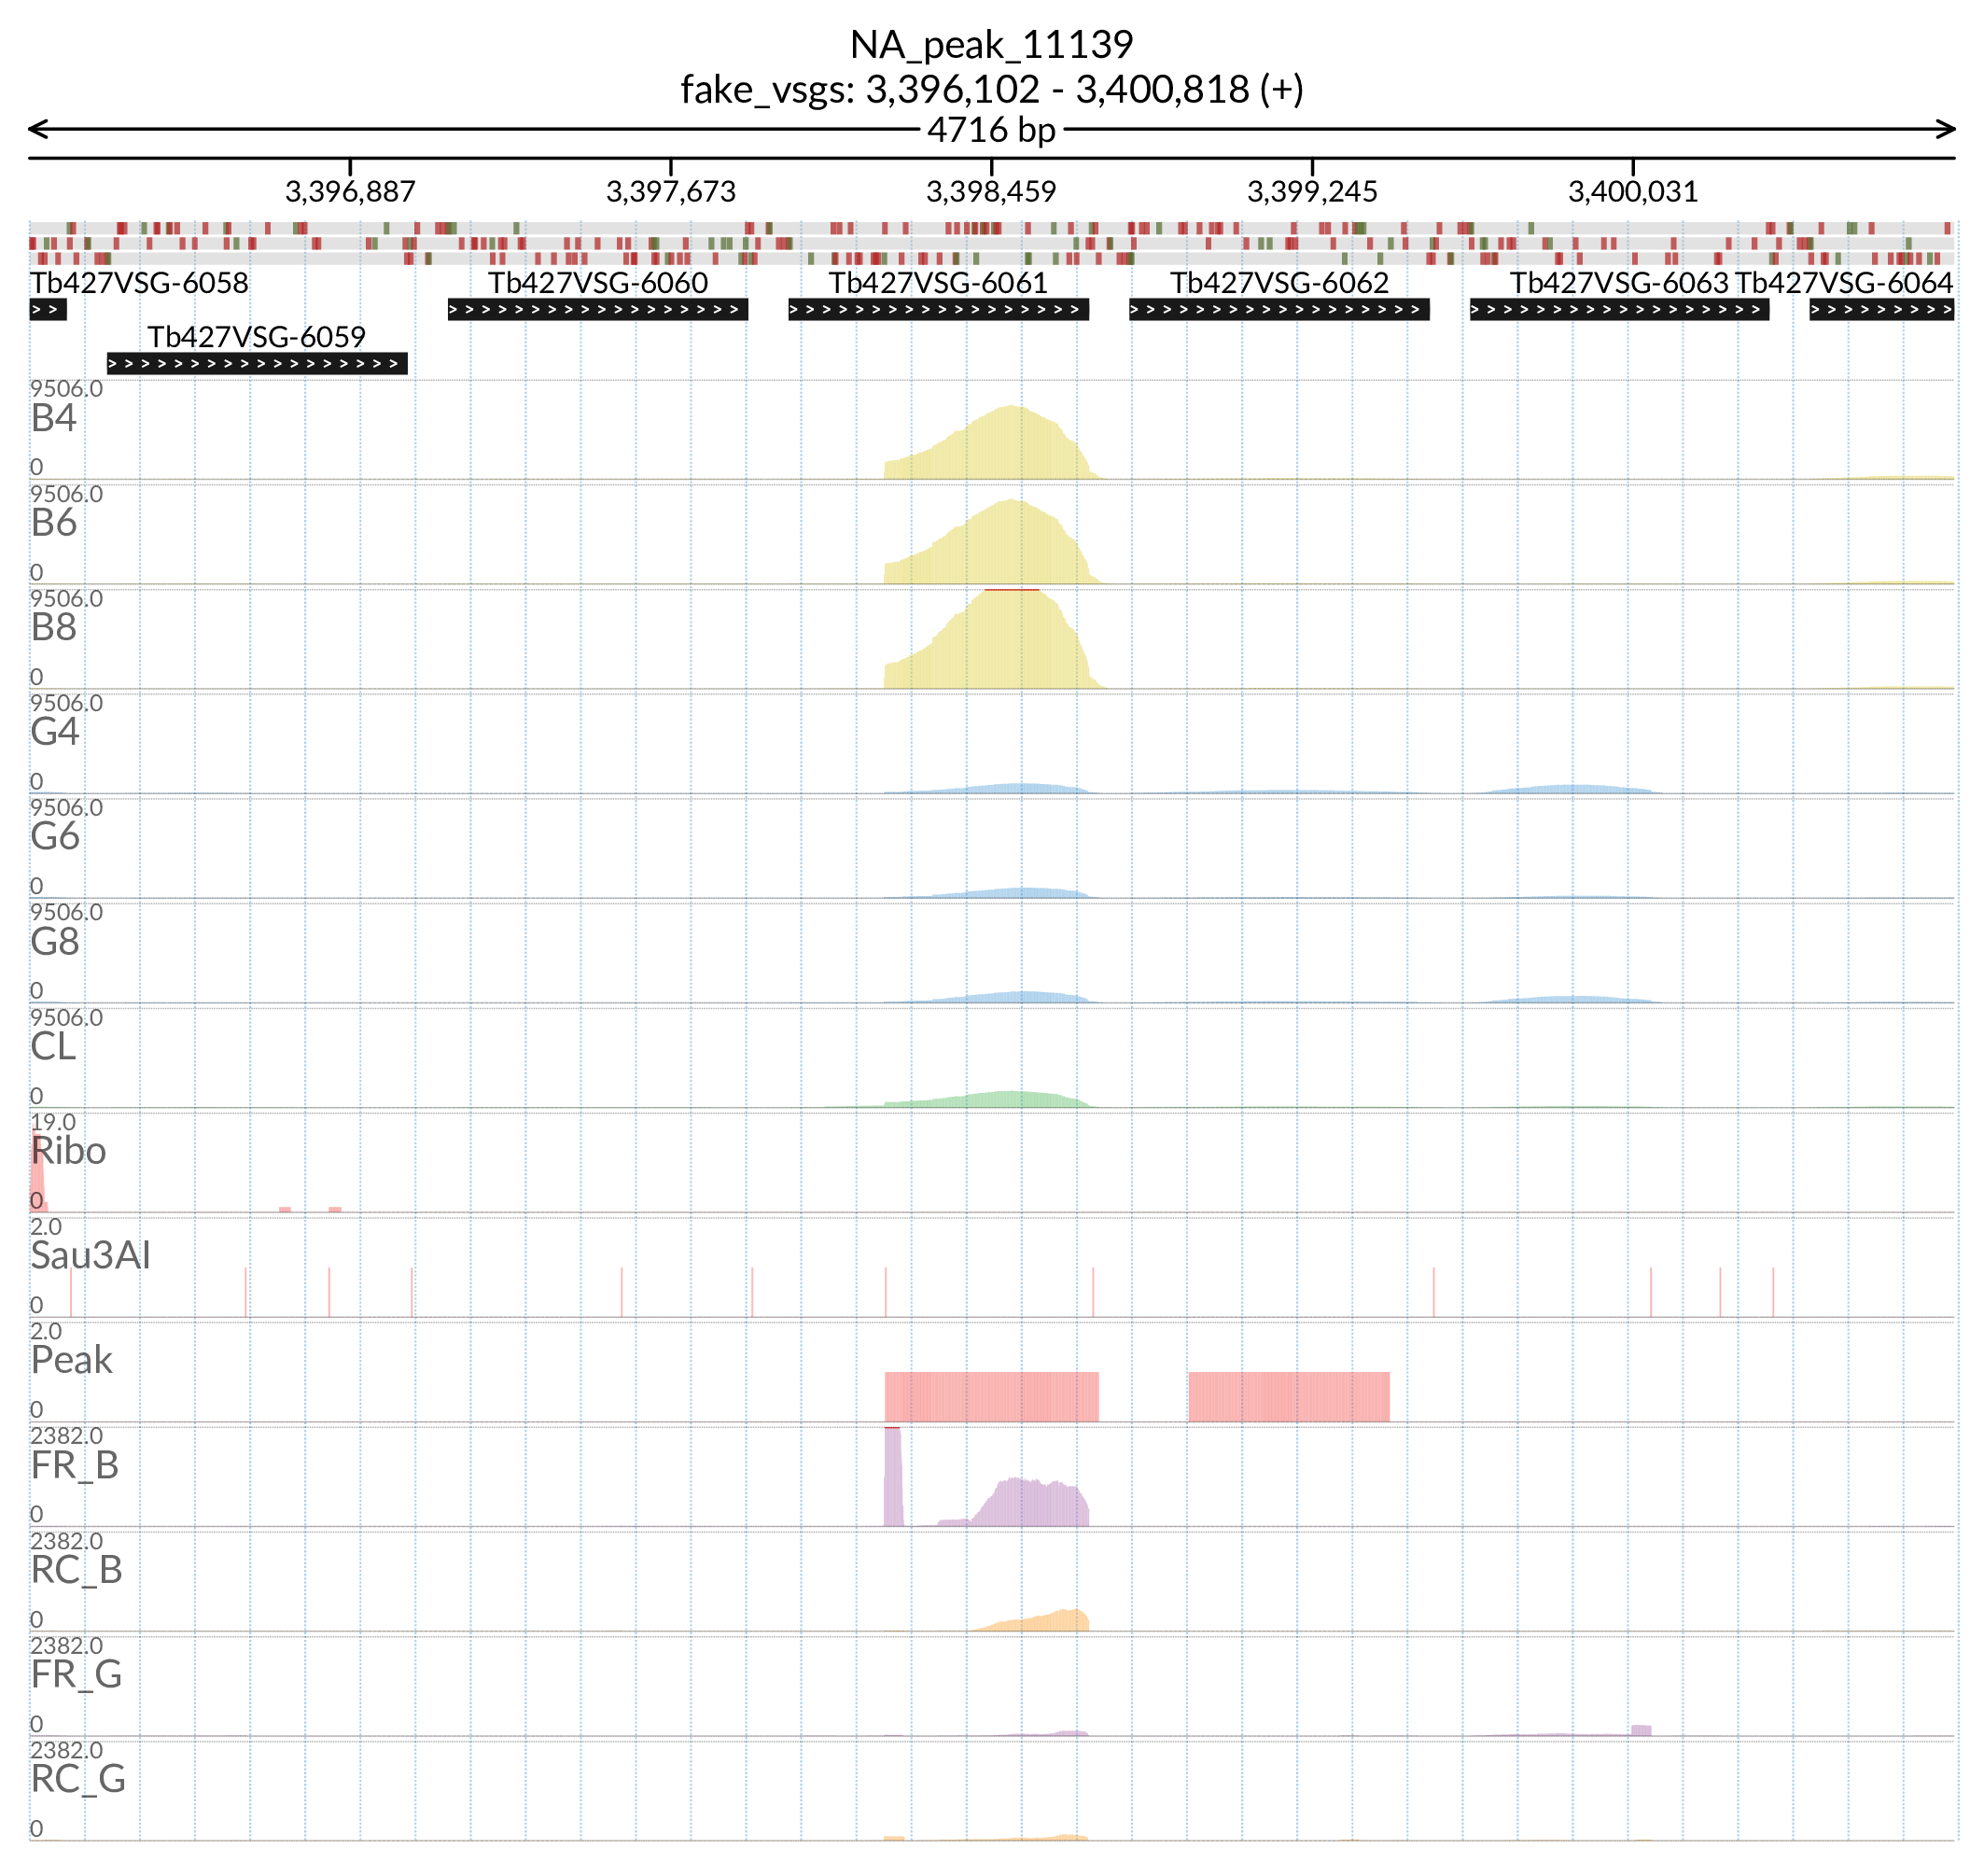 NA_peak_11139
fake_vsgs: 3,396,102 - 3,400,818 (+)
4716 bp
3,396,887 3,397,673 3,398,459 3,399,245 3,400,031
Tb427VSG-6058 Tb427VSG-6060 Tb427VSG-6061 Tb427VSG-6062 Tb427VSG-6063 Tb427VSG-6064
Tb427VSG-6059
9506.0
B4
0
9506.0
B6
0
9506.0
B8
0
9506.0
G4
0
9506.0
G6
0
9506.0
G8
0
9506.0
CL
0
19.0
Ribo
0
2.0
Sau3AI
0
2.0
Peak
0
2382.0
FR_B
0
2382.0
RC_B
0
2382.0
FR_G
0
2382.0
RC_G
0